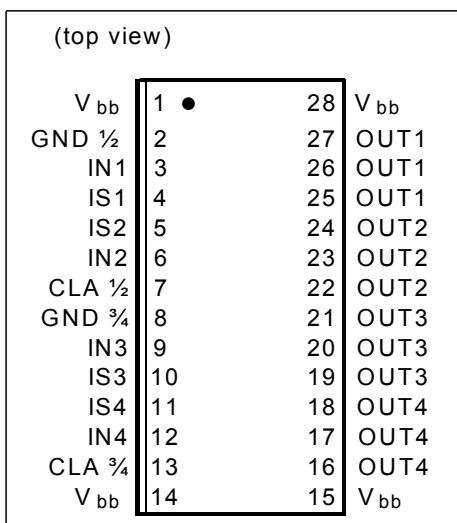 (top view)
V bb 1 ● 28 V bb
GND ½ 2 27 OUT1
IN1 3 26 OUT1
IS1 4 25 OUT1
IS2 5 24 OUT2
IN2 6 23 OUT2
CLA ½ 7 22 OUT2
GND ¾ 8 21 OUT3
IN3 9 20 OUT3
IS3 10 19 OUT3
IS4 11 18 OUT4
IN4 12 17 OUT4
CLA ¾ 13 16 OUT4
V bb 14 15 V bb